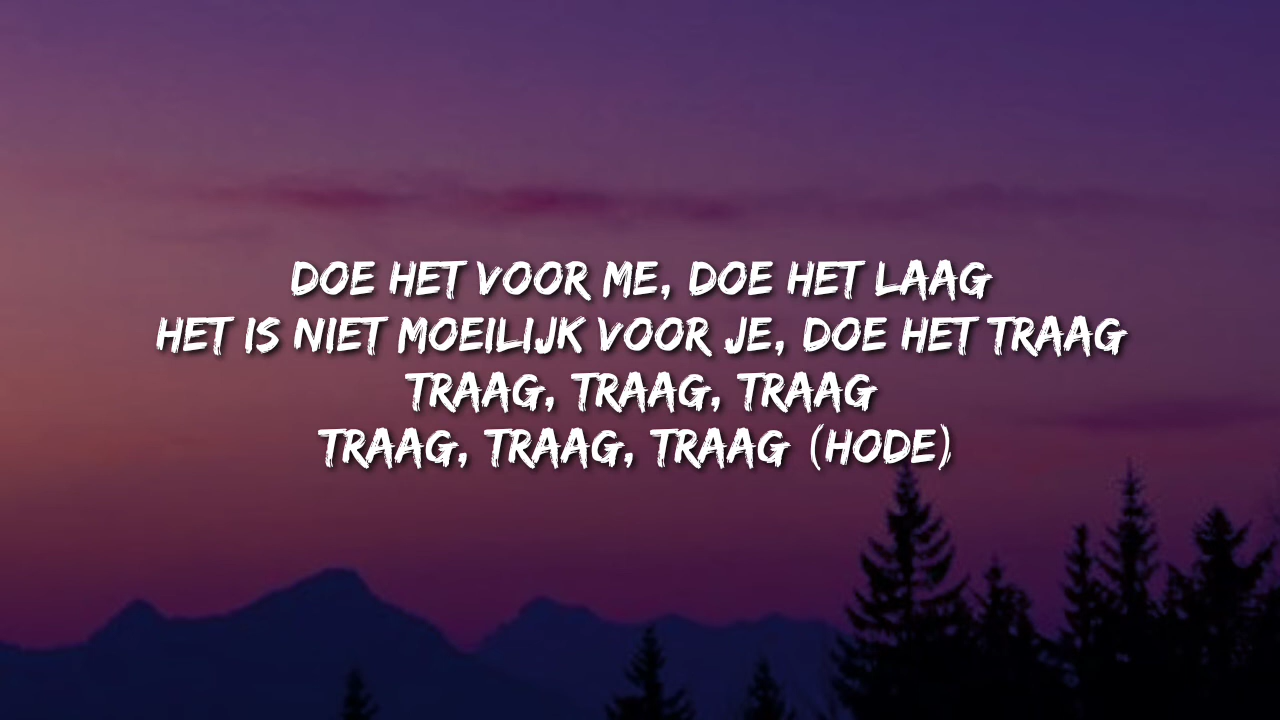 DOE HET VOOR ME, DOE HET LAAG
HET IS NIET MOEILIJK VOOR JE, DOE HET TRAAG
TRAAG, TRAAG, TRAAG
TRAAG, TRAAG, TRAAG (HODE)